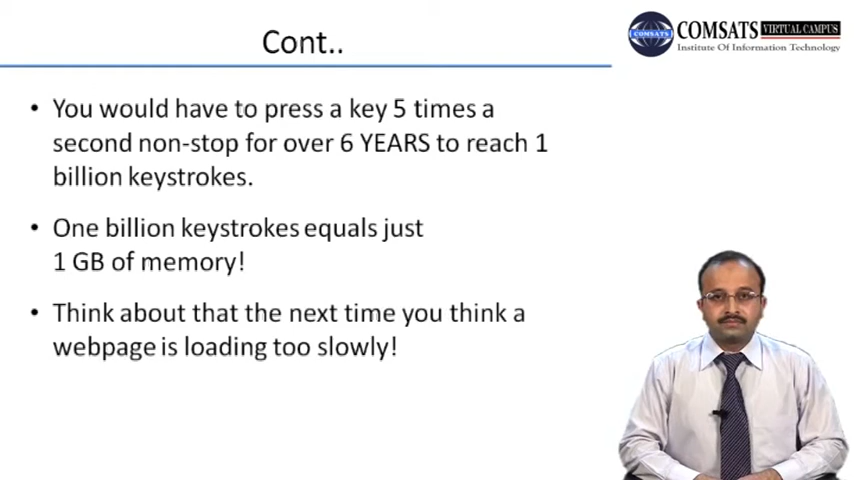 Cont..
COMSATS
COMSATS VIRTUAL CAMPUS
Institute Of Information Technology
• You would have to press a key 5 times a
second non-stop for over 6 YEARS to reach 1
billion keystrokes.
• One billion keystrokes equals just
1 GB of memory!
• Think about that the next time you think a
webpage is loading too slowly!